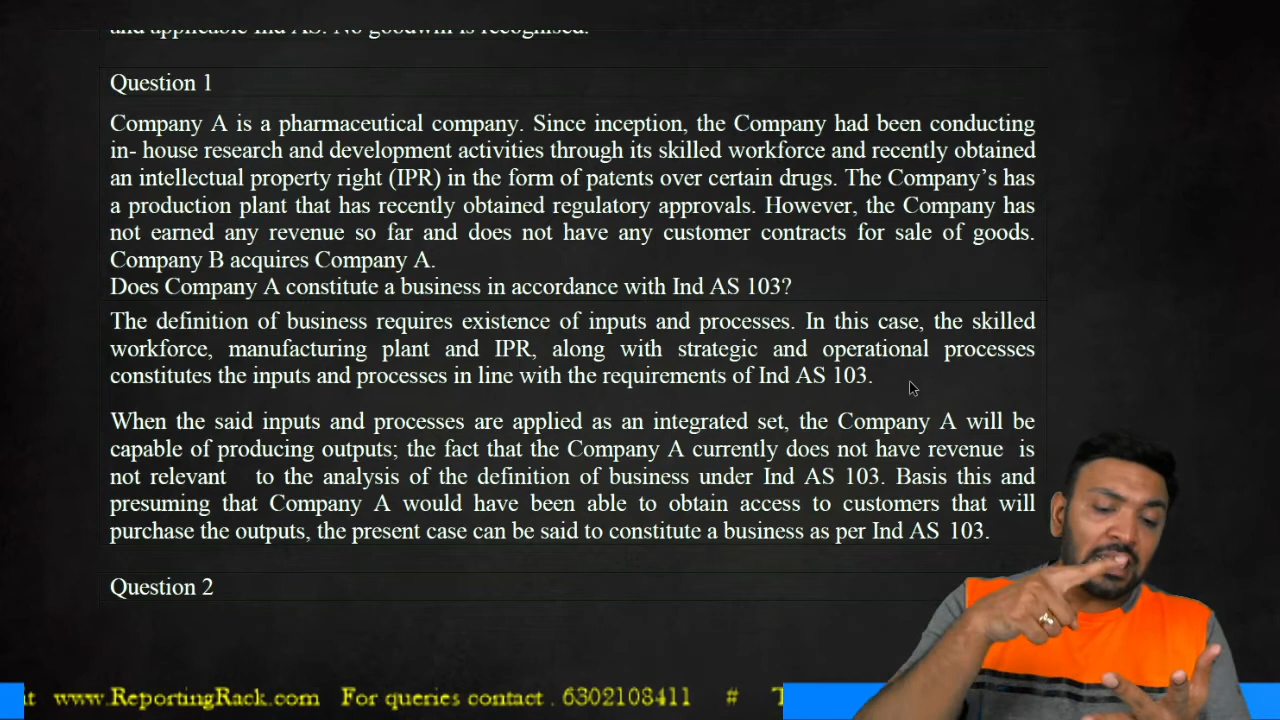 and applicable Ind AS. No goodwill is recognised.
Question 1
Company A is a pharmaceutical company. Since inception, the Company had been conducting
in- house research and development activities through its skilled workforce and recently obtained
an intellectual property right (IPR) in the form of patents over certain drugs. The Company's has
a production plant that has recently obtained regulatory approvals. However, the Company has
not earned any revenue so far and does not have any customer contracts for sale of goods.
Company B acquires Company A.
Does Company A constitute a business in accordance with Ind AS 103?
The definition of business requires existence of inputs and processes. In this case, the skilled
workforce, manufacturing plant and IPR, along with strategic and operational processes
constitutes the inputs and processes in line with the requirements of Ind AS 103.
When the said inputs and processes are applied as an integrated set, the Company A will be
capable of producing outputs; the fact that the Company A currently does not have revenue is
not relevant to the analysis of the definition of business under Ind AS 103. Basis this and
presuming that Company A would have been able to obtain access to customers that will
purchase the outputs, the present case can be said to constitute a business as per Ind AS 103.
Question 2
www.ReportingRack.com For queries contact . 6302108411 #